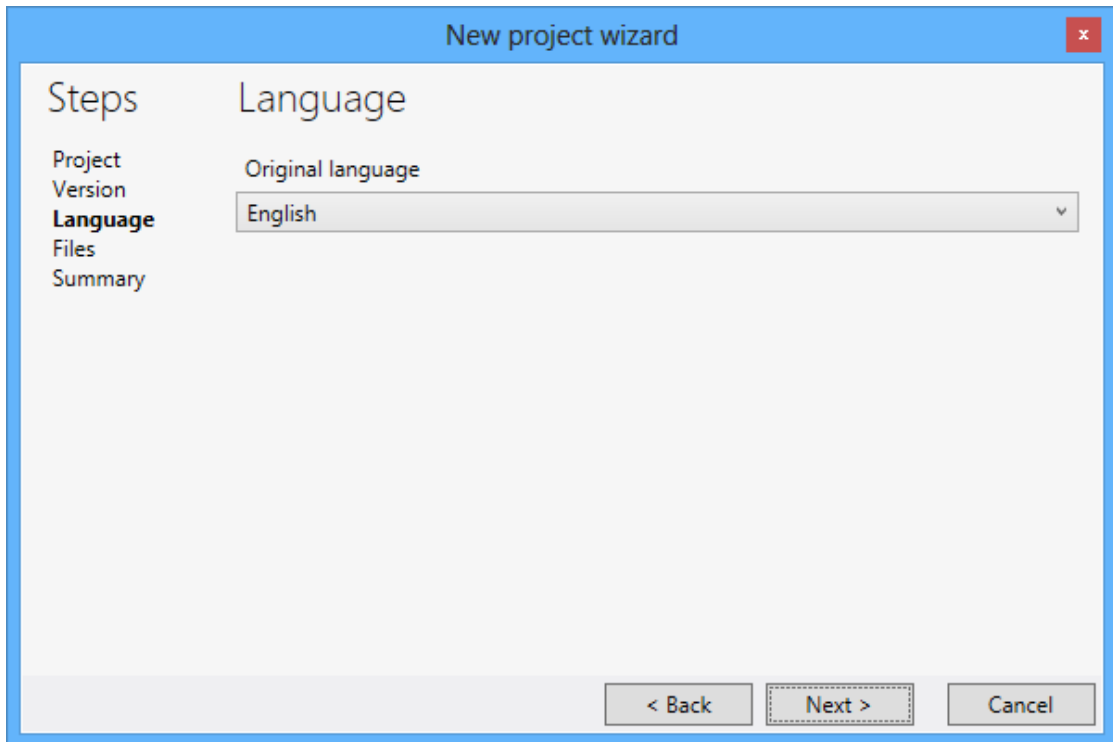 New project wizard
x
Steps
Project
Version
Language
Files
Summary
Language
Original language
English
< Back
Next >
Cancel